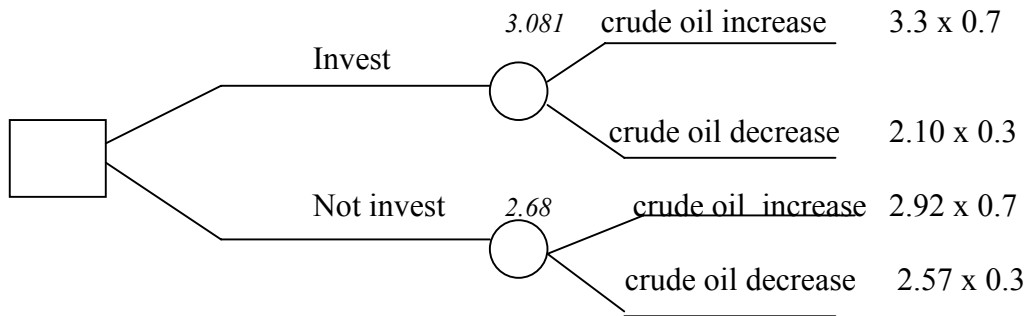 3.081 crude oil increase 3.3 x 0.7
Invest
crude oil decrease 2.10 x 0.3
Not invest 2.68 crude oil increase 2.92 x 0.7
crude oil decrease 2.57 x 0.3